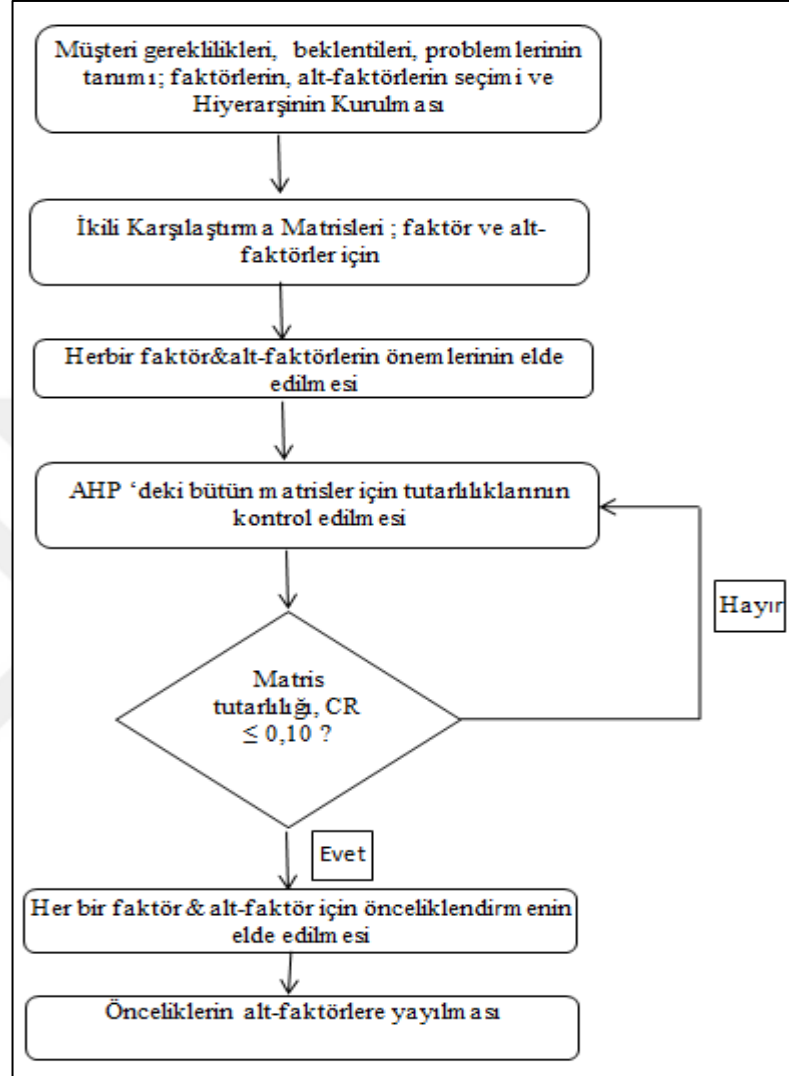 Müşteri gereklilikleri, beklentileri, problemlerinin
tanımı; faktörlerin, alt-faktörlerin seçimi ve
Hiyerarşinin Kurulması
İkili Karşılaştırma Matrisleri ; faktör ve alt-
faktörler için
Herbir faktör&alt-faktörlerin önemlerinin elde
edilmesi
AHP ‘deki bütün matrisler için tutarlılıklarının
kontrol edilmesi
Hayır
Matris
tutarlılığı, CR
≤ 0,10 ?
Evet
Her bir faktör & alt-faktör için önceliklendirmenin
elde edilmesi
Önceliklerin alt-faktörlere yayılması